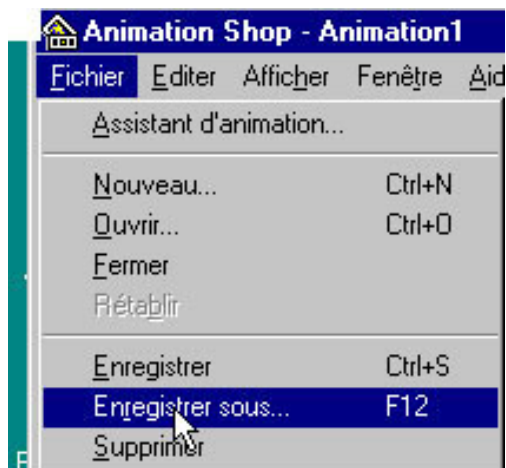 Animation Shop - Animation1
Fichier Editer Afficher Fenêtre Aid
Assistant d'animation...
Nouveau... Ctrl+N
Ouvrir... Ctrl+O
Fermer
Rétablir
Enregistrer Ctrl+S
Enregistrer sous... F12
Supprimer